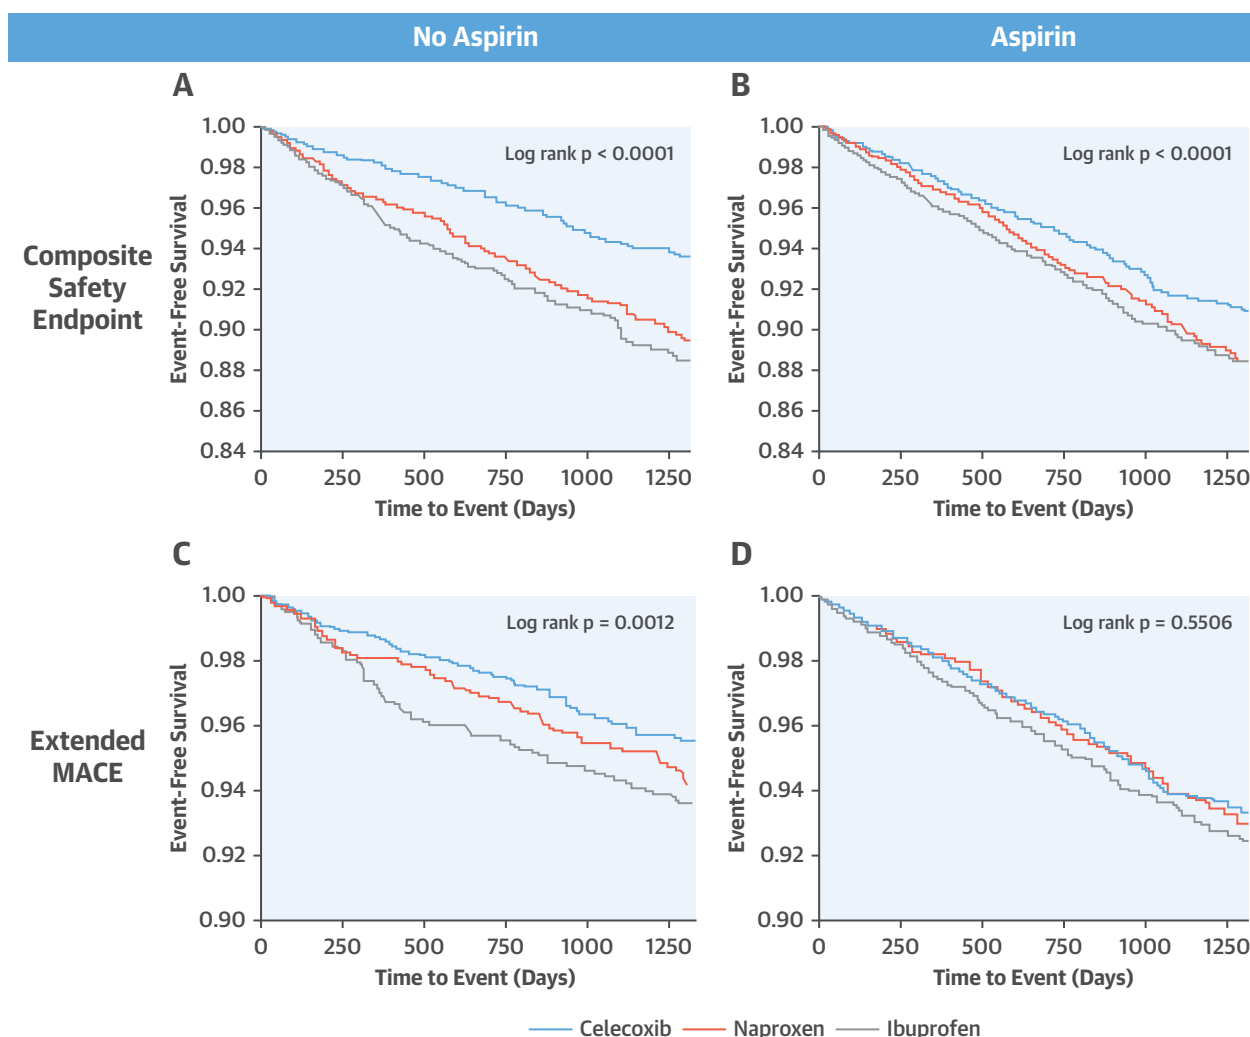 No Aspirin
Aspirin
Composite
Safety
Endpoint
A
Event-Free Survival
1.00
0.98
0.96
0.94
0.92
0.90
0.88
0.86
0.84
Log rank p < 0.0001
0 250 500 750 1000 1250
Time to Event (Days)
B
Event-Free Survival
1.00
0.98
0.96
0.94
0.92
0.90
0.88
0.86
0.84
Log rank p < 0.0001
0 250 500 750 1000 1250
Time to Event (Days)
Extended
MACE
C
Event-Free Survival
1.00
0.98
0.96
0.94
0.92
0.90
Log rank p = 0.0012
0 250 500 750 1000 1250
Time to Event (Days)
D
Event-Free Survival
1.00
0.98
0.96
0.94
0.92
0.90
Log rank p = 0.5506
0 250 500 750 1000 1250
Time to Event (Days)
Celecoxib Naproxen Ibuprofen